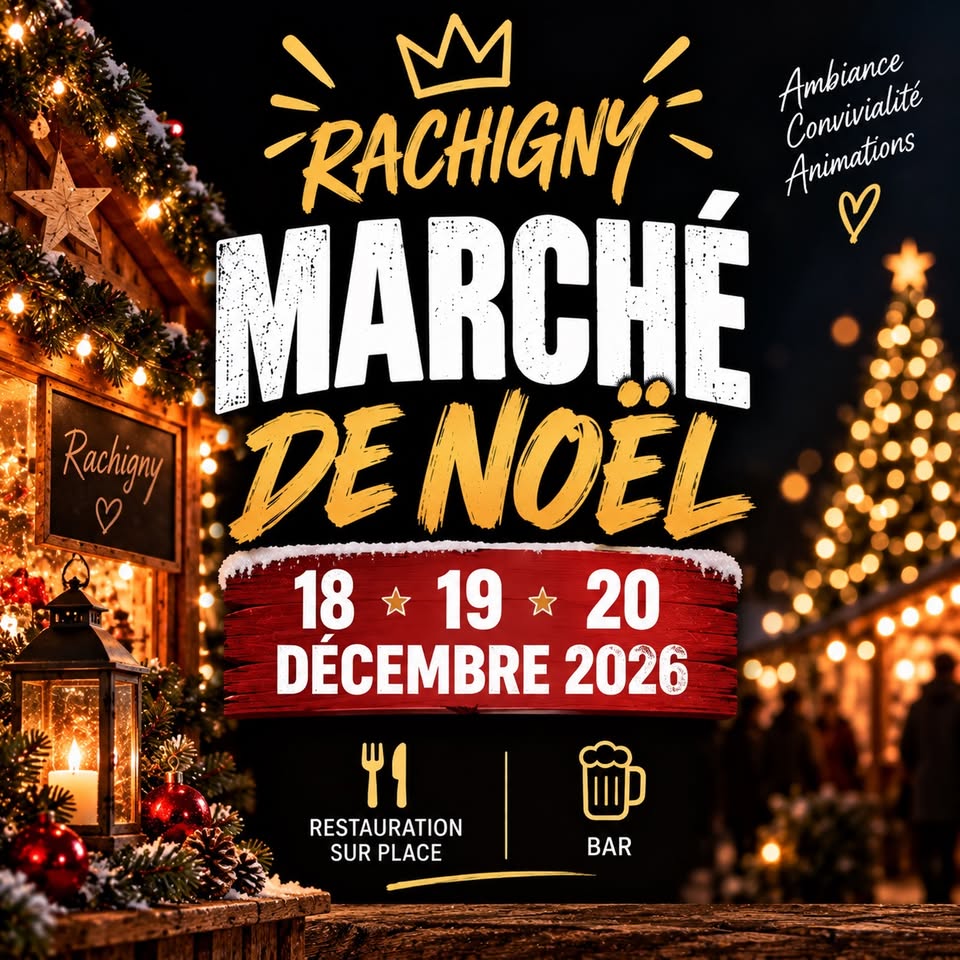 RACHIGNY
MARCHÉ
DE NOËL
18 ★ 19 ★ 20
DÉCEMBRE 2026
RESTAURATION
SUR PLACE
BAR
Ambiance
Convivialité
Animations
Rachigny